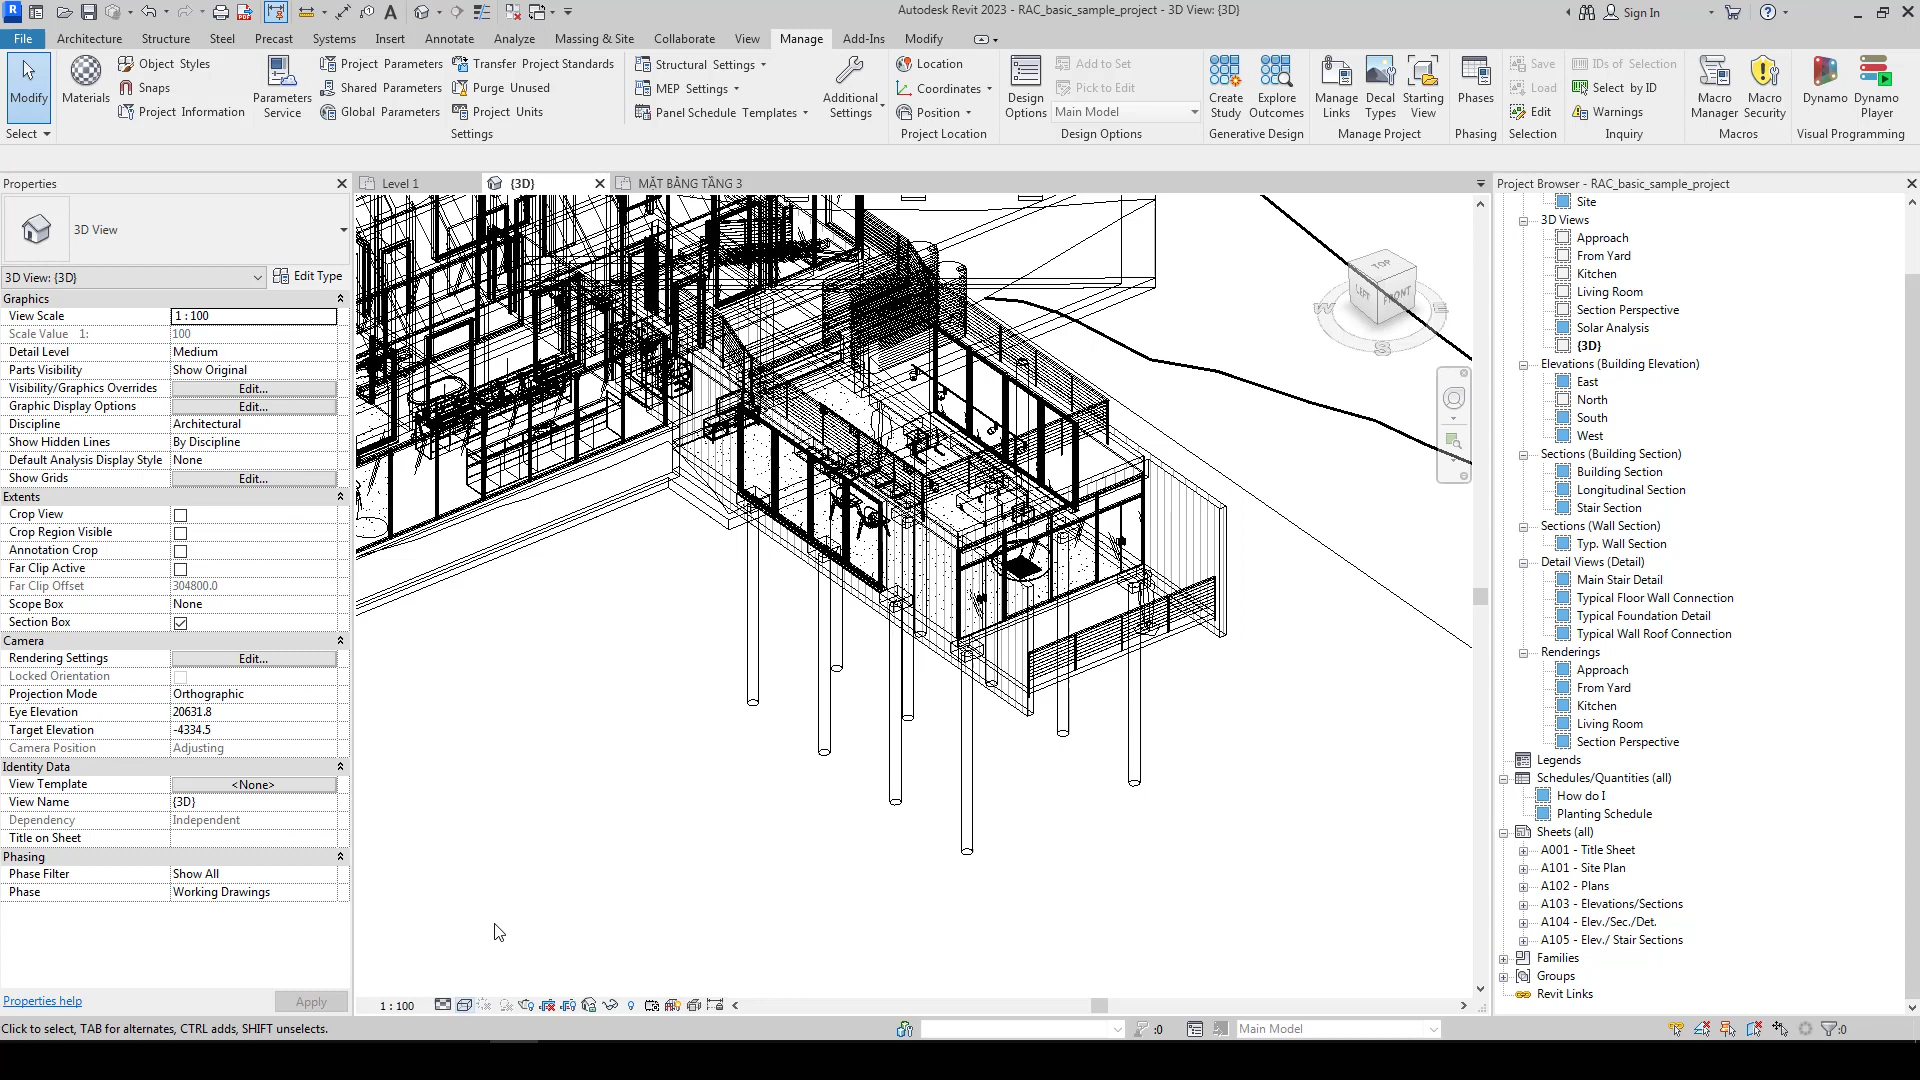 Autodesk Revit 2023 - RAC_basic_sample_project - 3D View: {3D}
Sign In
File Architecture Structure Steel Precast Systems Insert Annotate Analyze Massing & Site Collaborate View Manage Add-Ins Modify
Modify
Select
Materials
Object Styles
Snaps
Project Information
Parameters Service
Project Parameters
Shared Parameters
Global Parameters
Transfer Project Standards
Purge Unused
Project Units
Settings
Structural Settings
MEP Settings
Panel Schedule Templates
Additional Settings
Location
Coordinates
Position
Project Location
Design Options
Add to Set
Pick to Edit
Main Model
Design Options
Create Study
Explore Outcomes
Generative Design
Manage Links
Decal Types
Starting View
Manage Project
Phases
Phasing
Save
Load
Edit
Selection
IDs of Selection
Select by ID
Warnings
Inquiry
Macro Manager
Macro Security
Macros
Dynamo
Dynamo Player
Visual Programming
Properties
3D View
3D View: {3D}
Edit Type
Graphics
View Scale 1 : 100
Scale Value 1: 100
Detail Level Medium
Parts Visibility Show Original
Visibility/Graphics Overrides Edit...
Graphic Display Options Edit...
Discipline Architectural
Show Hidden Lines By Discipline
Default Analysis Display Style None
Show Grids Edit...
Extents
Crop View
Crop Region Visible
Annotation Crop
Far Clip Active
Far Clip Offset 304800.0
Scope Box None
Section Box
Camera
Rendering Settings Edit...
Locked Orientation
Projection Mode Orthographic
Eye Elevation 20631.8
Target Elevation -4334.5
Camera Position Adjusting
Identity Data
View Template <None>
View Name {3D}
Dependency Independent
Title on Sheet
Phasing
Phase Filter Show All
Phase Working Drawings
Properties help
Apply
Level 1
{3D}
MẶT BẰNG TẦNG 3
TOP
LEFT
FRONT
W
S
E
1 : 100
Project Browser - RAC_basic_sample_project
Site
3D Views
Approach
From Yard
Kitchen
Living Room
Section Perspective
Solar Analysis
{3D}
Elevations (Building Elevation)
East
North
South
West
Sections (Building Section)
Building Section
Longitudinal Section
Stair Section
Sections (Wall Section)
Typ. Wall Section
Detail Views (Detail)
Main Stair Detail
Typical Floor Wall Connection
Typical Foundation Detail
Typical Wall Roof Connection
Renderings
Approach
From Yard
Kitchen
Living Room
Section Perspective
Legends
Schedules/Quantities (all)
How do I
Planting Schedule
Sheets (all)
A001 - Title Sheet
A101 - Site Plan
A102 - Plans
A103 - Elevations/Sections
A104 - Elev./Sec./Det.
A105 - Elev./ Stair Sections
Families
Groups
Revit Links
Click to select, TAB for alternates, CTRL adds, SHIFT unselects.
:0
Main Model
:0